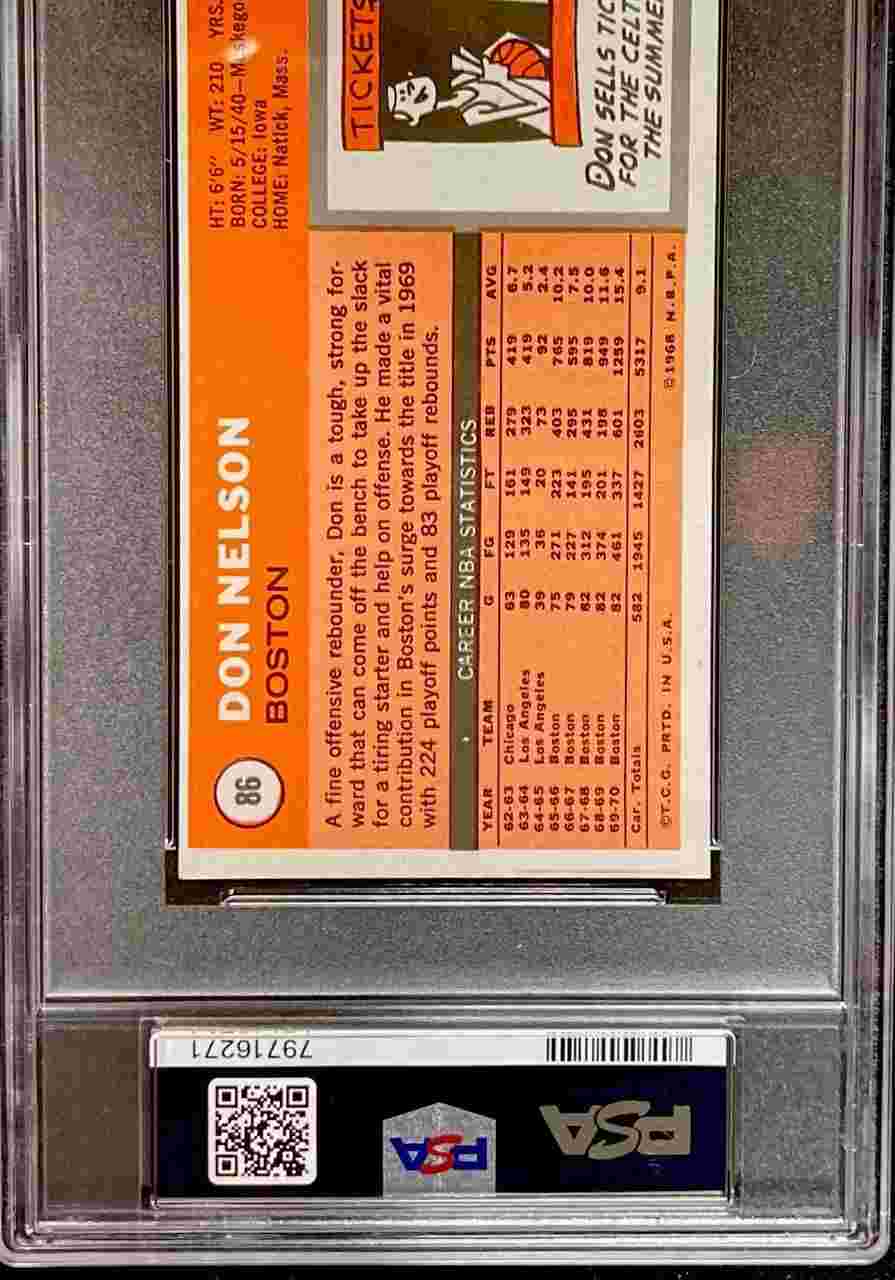 86
DON NELSON
BOSTON
HT: 6'6" WT: 210 YRS.
BORN: 5/15/40—Muskego
COLLEGE: Iowa
HOME: Natick, Mass.
A fine offensive rebounder, Don is a tough, strong for-
ward that can come off the bench to take up the slack
for a tiring starter and help on offense. He made a vital
contribution in Boston's surge towards the title in 1969
with 224 playoff points and 83 playoff rebounds.
TICKETS
DON SELLS TIC
FOR THE CELT
THE SUMME
CAREER NBA STATISTICS
YEAR TEAM G FG FT REB PTS AVG
62-63 Chicago 63 129 161 279 419 6.7
63-64 Los Angeles 80 135 149 323 419 5.2
64-65 Los Angeles 39 36 20 73 92 2.4
65-66 Boston 75 271 223 403 765 10.2
66-67 Boston 79 227 141 295 595 7.5
67-68 Boston 82 312 195 431 819 10.0
68-69 Boston 82 374 201 198 949 11.6
69-70 Boston 82 461 337 601 1259 15.4
Car. Totals 582 1945 1427 2603 5317 9.1
©T.C.G. PRTD. IN U.S.A. ©1968 N.B.P.A.
79716271
PSA
PSA